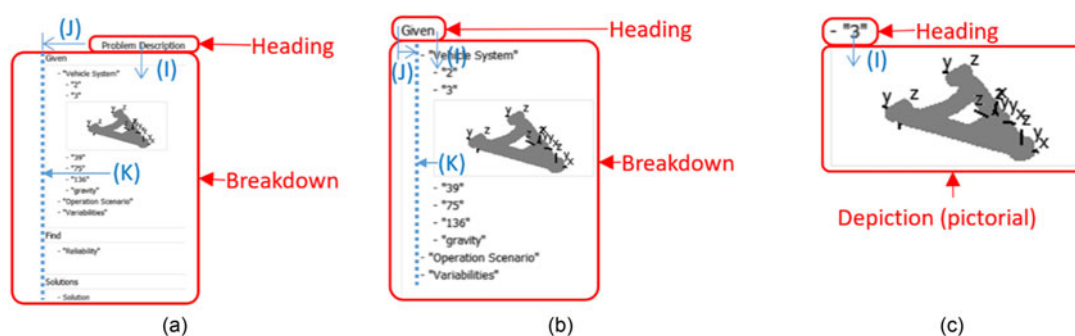 (J)
Problem Description
Heading
(I)
Given
- "Vehicle System"
- "2"
- "3"
y z
z y
z y y x
y x
- "39"
- "75"
- "136"
- "gravity"
- "Operation Scenario"
- "Variabilities"
(K)
Breakdown
Find
- "Reliability"
Solutions
- Solution
(a)
Given
Heading
(J)
(I)
- "Vehicle System"
- "2"
- "3"
y z
z y
z y y x
y x
(K)
Breakdown
- "39"
- "75"
- "136"
- "gravity"
- "Operation Scenario"
- "Variabilities"
(b)
- "3"
Heading
(I)
y z
z y
z y y x
y x
Depiction (pictorial)
(c)